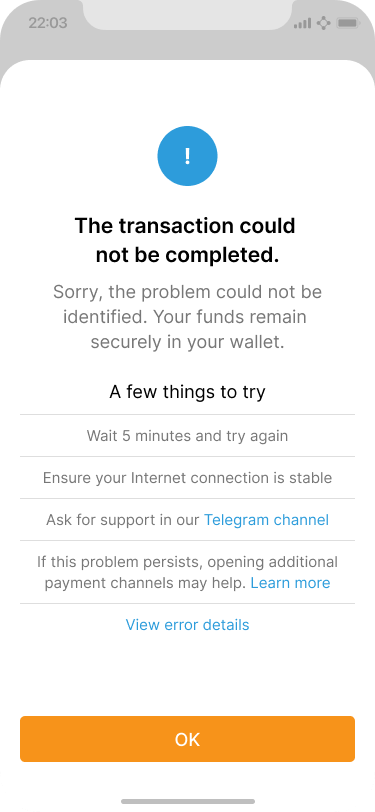 22:03
!
The transaction could
not be completed.
Sorry, the problem could not be
identified. Your funds remain
securely in your wallet.
A few things to try
Wait 5 minutes and try again
Ensure your Internet connection is stable
Ask for support in our Telegram channel
If this problem persists, opening additional
payment channels may help. Learn more
View error details
OK